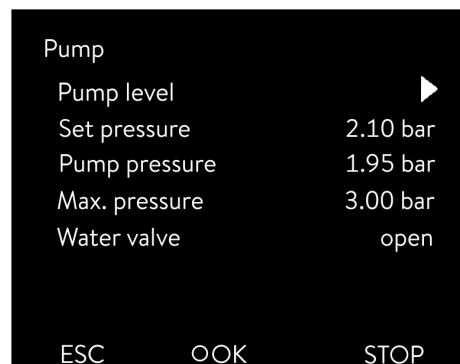 Pump
Pump level
Set pressure 2.10 bar
Pump pressure 1.95 bar
Max. pressure 3.00 bar
Water valve open
ESC OOK STOP